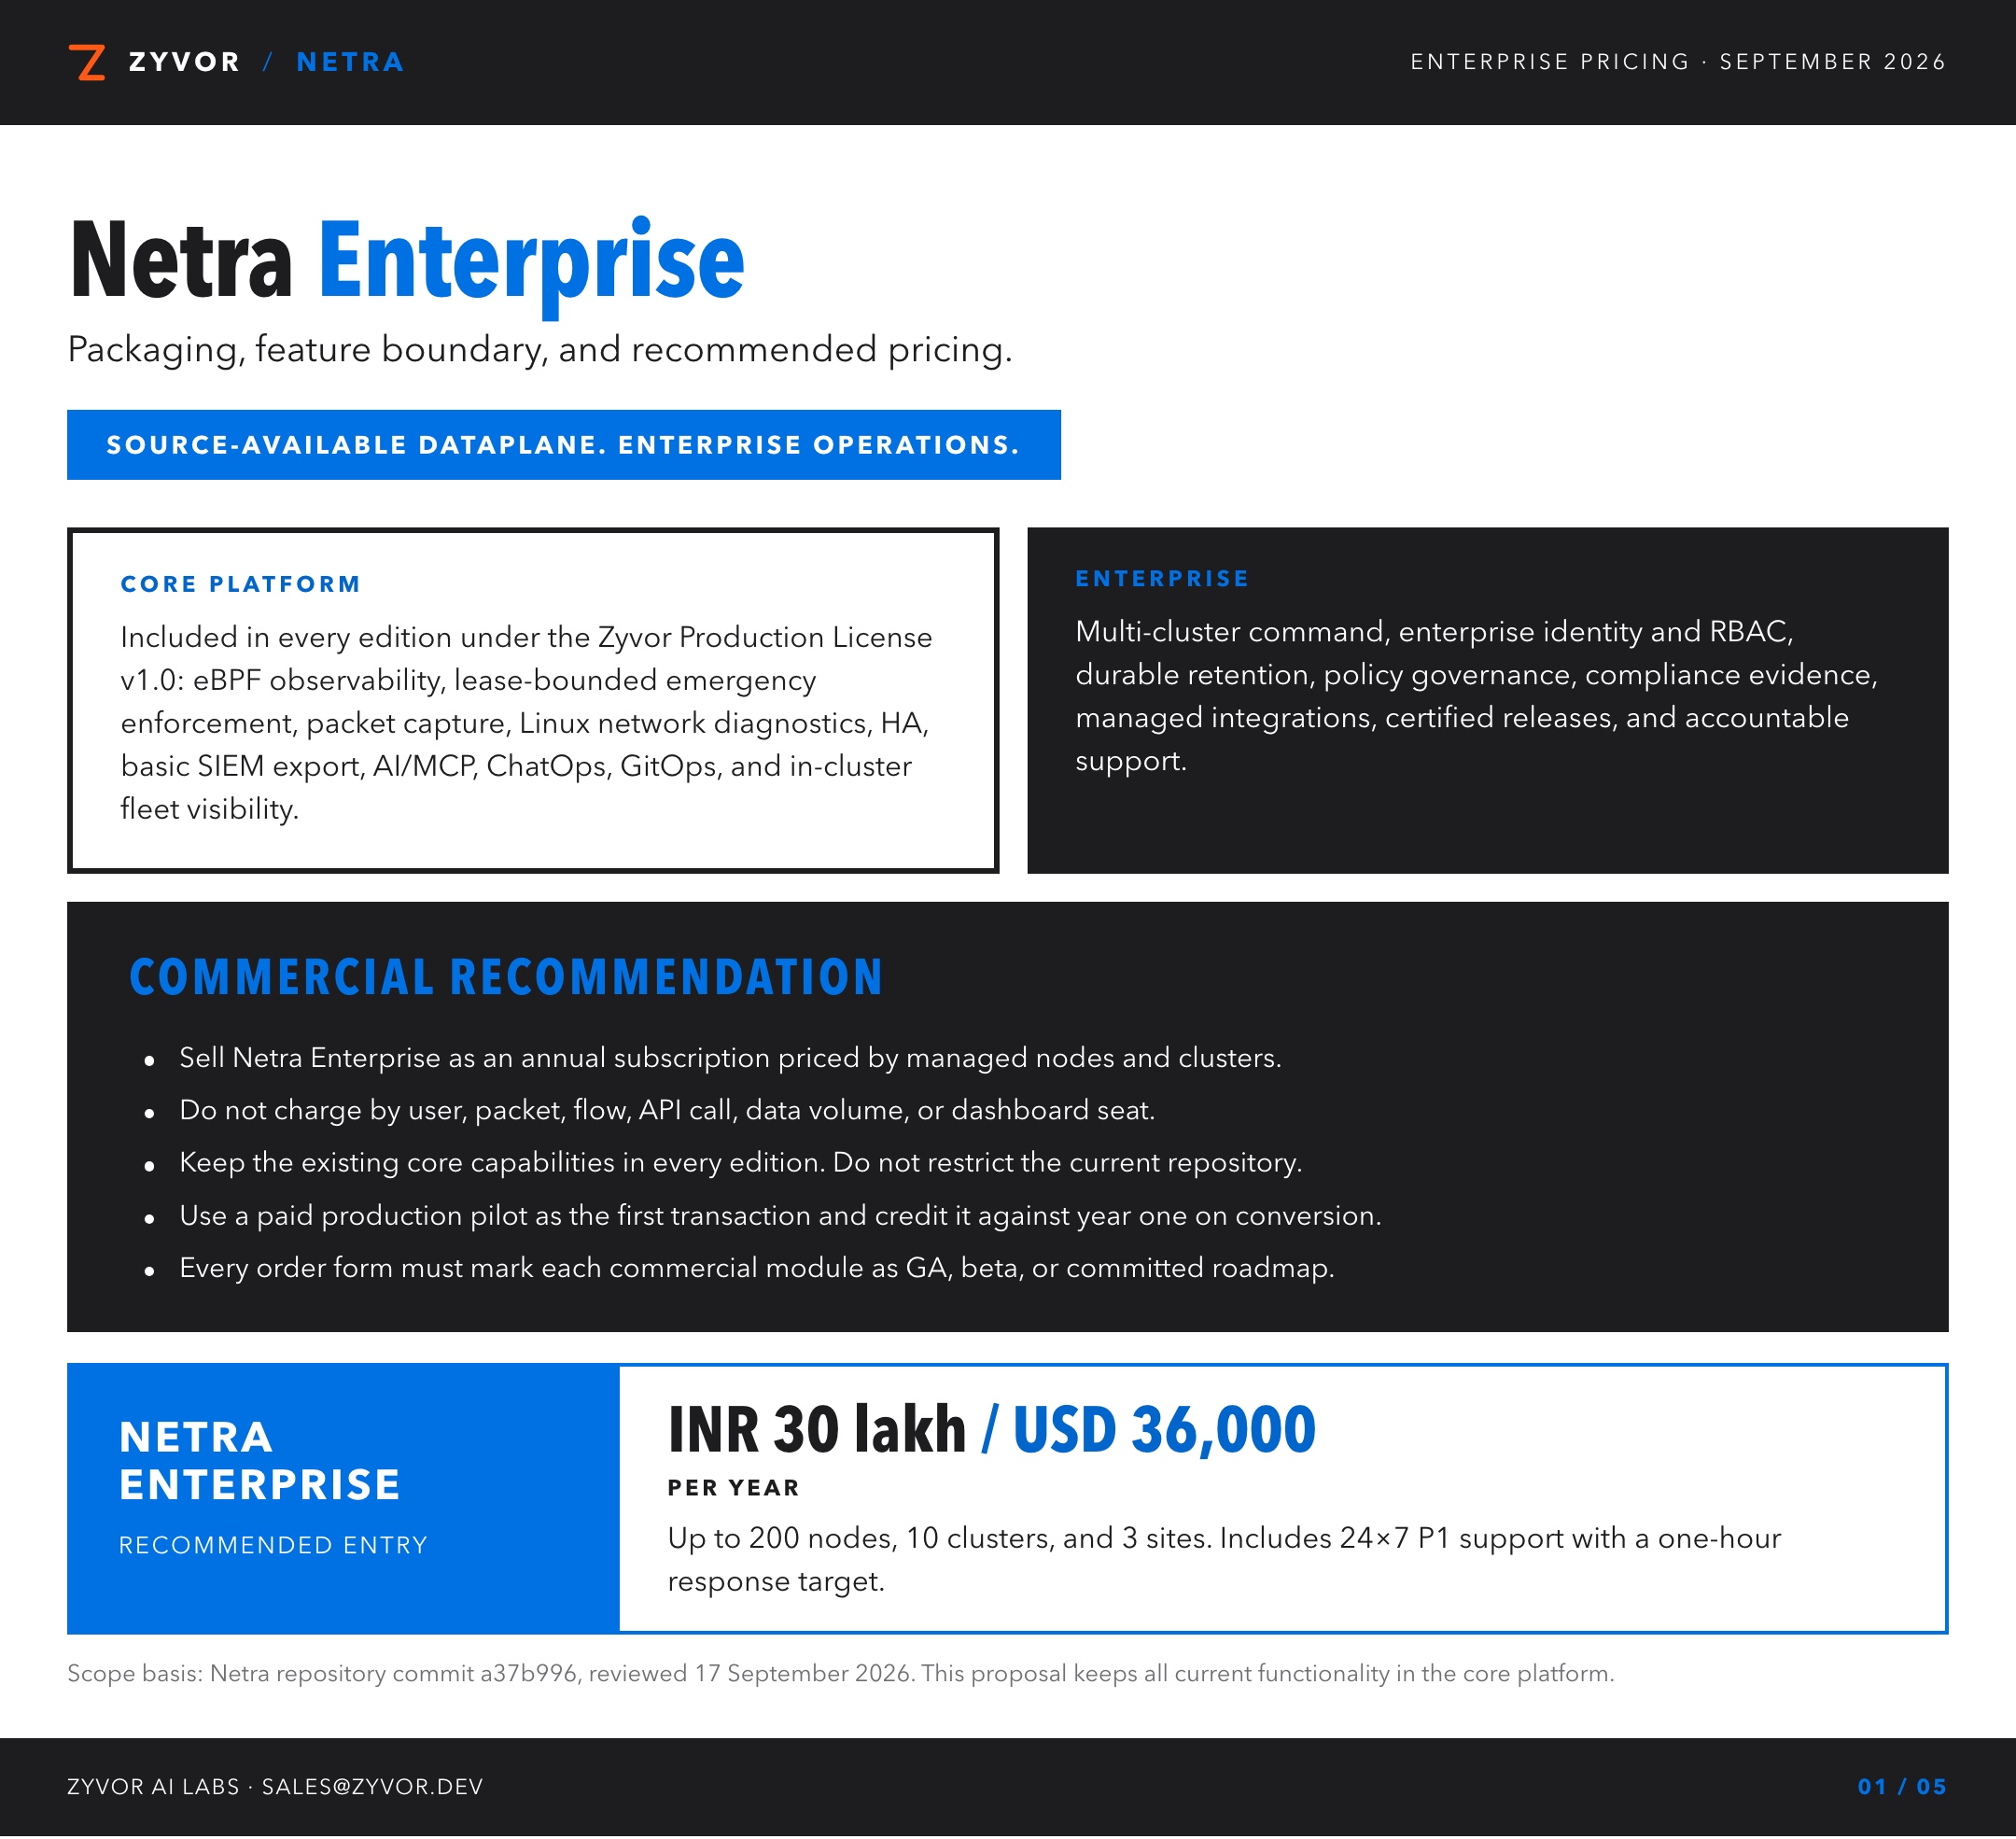 ZYVOR / NETRA
ENTERPRISE PRICING · SEPTEMBER 2026
Netra Enterprise
Packaging, feature boundary, and recommended pricing.
SOURCE-AVAILABLE DATAPLANE. ENTERPRISE OPERATIONS.
CORE PLATFORM
Included in every edition under the Zyvor Production License
v1.0: eBPF observability, lease-bounded emergency
enforcement, packet capture, Linux network diagnostics, HA,
basic SIEM export, AI/MCP, ChatOps, GitOps, and in-cluster
fleet visibility.
ENTERPRISE
Multi-cluster command, enterprise identity and RBAC,
durable retention, policy governance, compliance evidence,
managed integrations, certified releases, and accountable
support.
COMMERCIAL RECOMMENDATION
• Sell Netra Enterprise as an annual subscription priced by managed nodes and clusters.
• Do not charge by user, packet, flow, API call, data volume, or dashboard seat.
• Keep the existing core capabilities in every edition. Do not restrict the current repository.
• Use a paid production pilot as the first transaction and credit it against year one on conversion.
• Every order form must mark each commercial module as GA, beta, or committed roadmap.
NETRA
ENTERPRISE
RECOMMENDED ENTRY
INR 30 lakh / USD 36,000
PER YEAR
Up to 200 nodes, 10 clusters, and 3 sites. Includes 24×7 P1 support with a one-hour
response target.
Scope basis: Netra repository commit a37b996, reviewed 17 September 2026. This proposal keeps all current functionality in the core platform.
ZYVOR AI LABS · SALES@ZYVOR.DEV
01 / 05